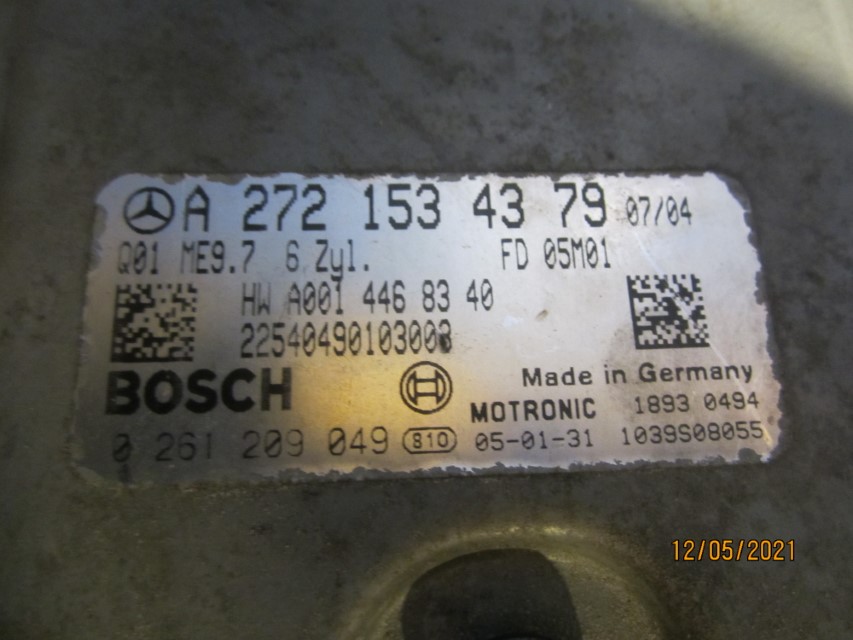 A 272 153 43 79 07/04
Q01 ME9.7 6 Zyl. FD 05M01
HW A001 446 83 40
22540490103003
BOSCH Made in Germany
MOTRONIC 1893 0494
0 261 209 049 810 05-01-31 1039S08055
12/05/2021